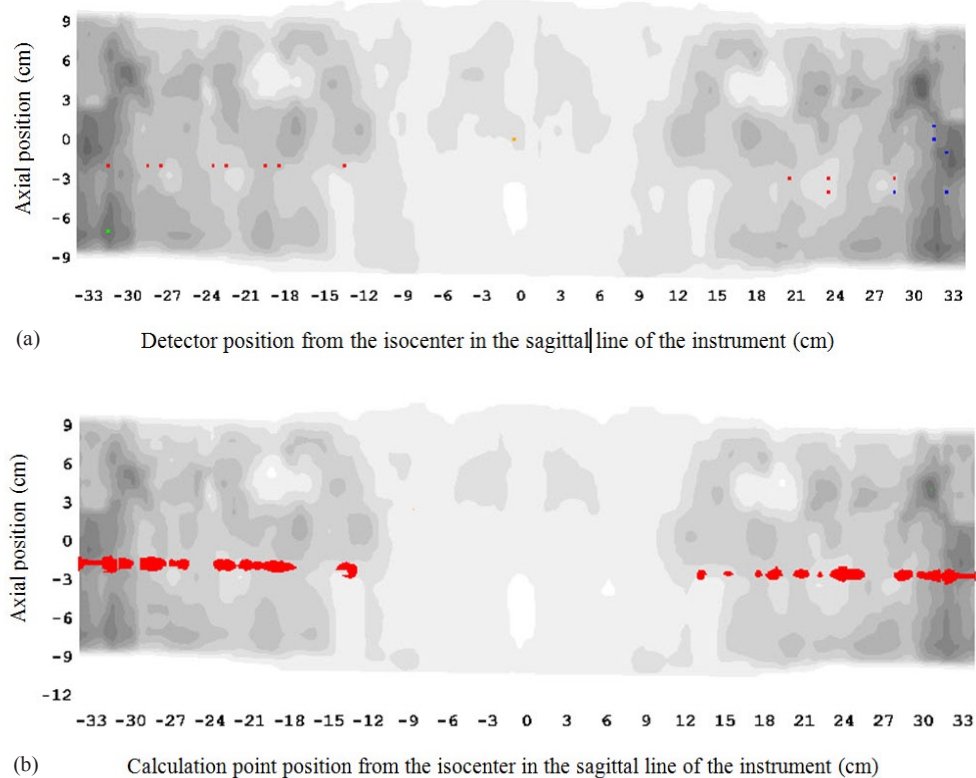 Axial position (cm)
9
6
3
0
-3
-6
-9
-33 -30 -27 -24 -21 -18 -15 -12 -9 -6 -3 0 3 6 9 12 15 18 21 24 27 30 33
(a) Detector position from the isocenter in the sagittal line of the instrument (cm)
Axial position (cm)
9
6
3
0
-3
-6
-9
-12
-33 -30 -27 -24 -21 -18 -15 -12 -9 -6 -3 0 3 6 9 12 15 18 21 24 27 30 33
(b) Calculation point position from the isocenter in the sagittal line of the instrument (cm)